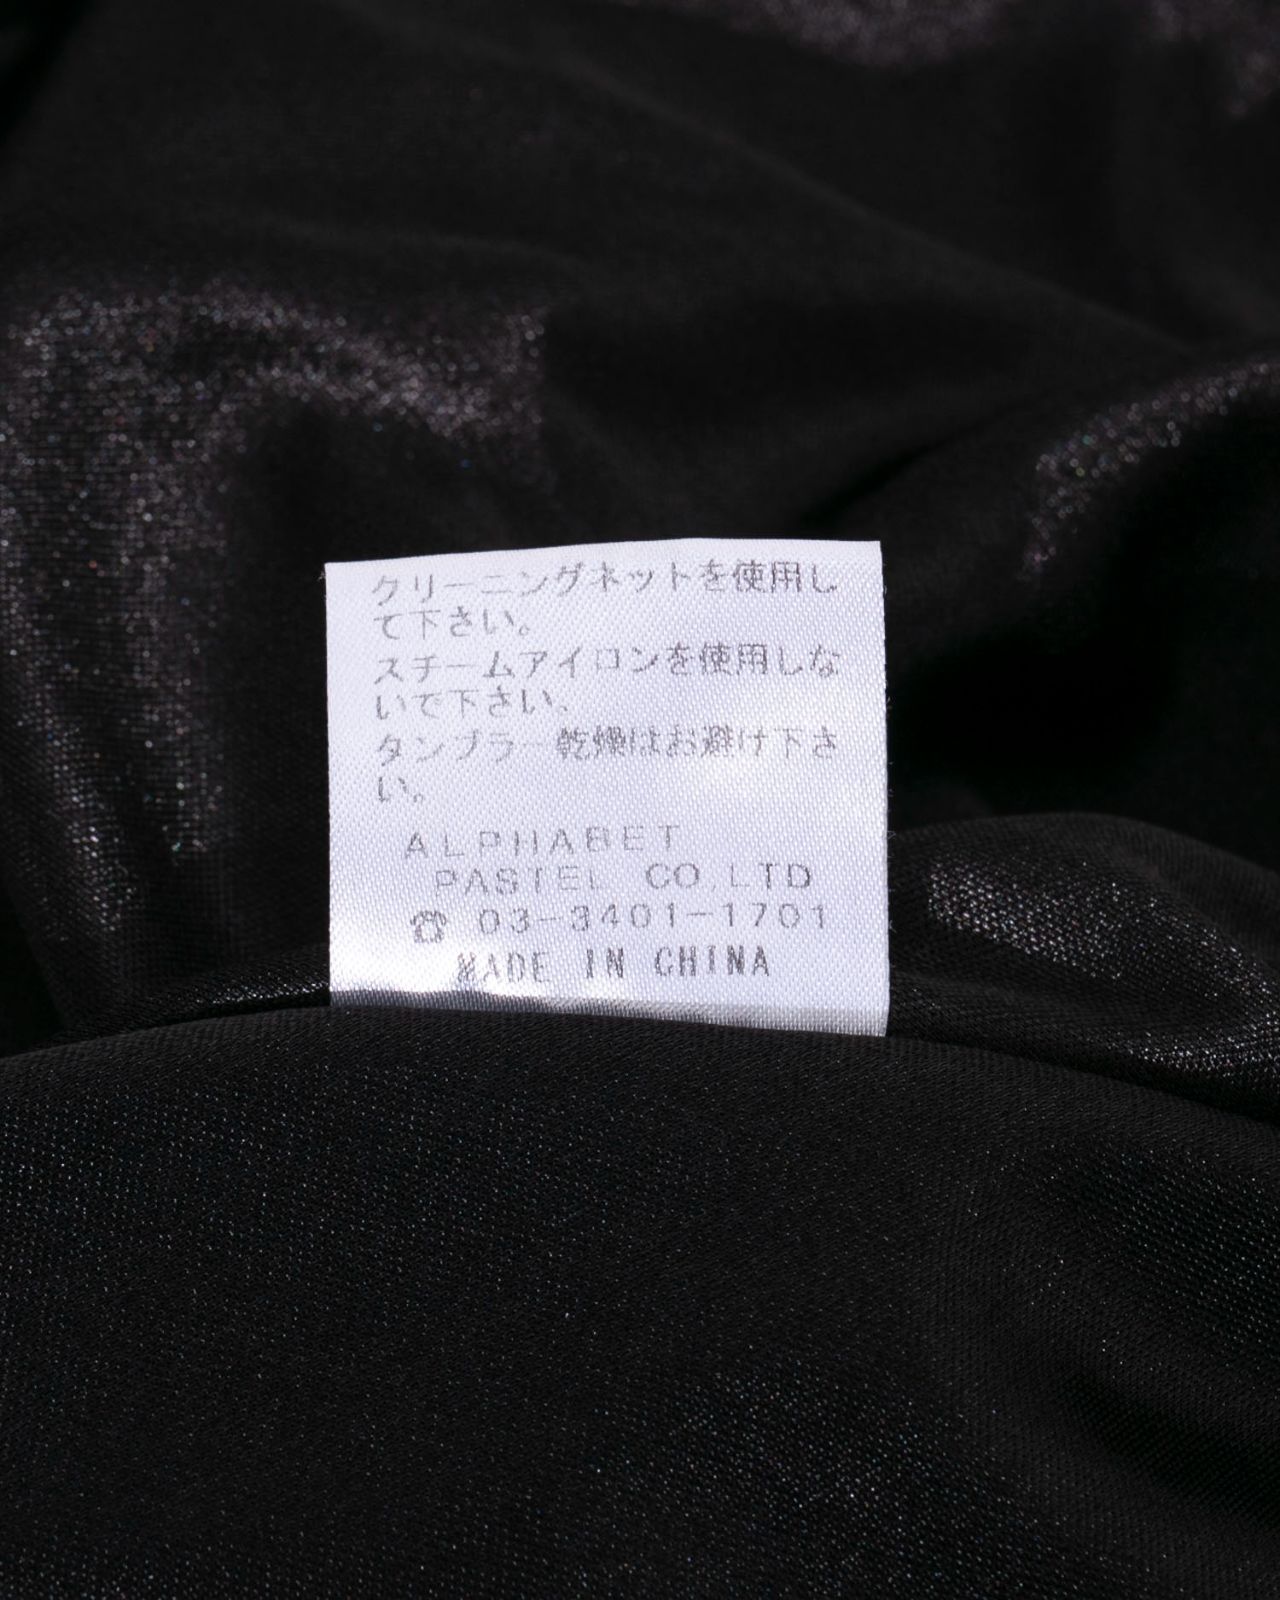 クリーニングネットを使用し
て下さい。
スチームアイロンを使用しな
いで下さい。
タンブラー乾燥はお避け下さ
い。
ALPHABET
PASTEL CO.,LTD
☎ 03-3401-1701
MADE IN CHINA